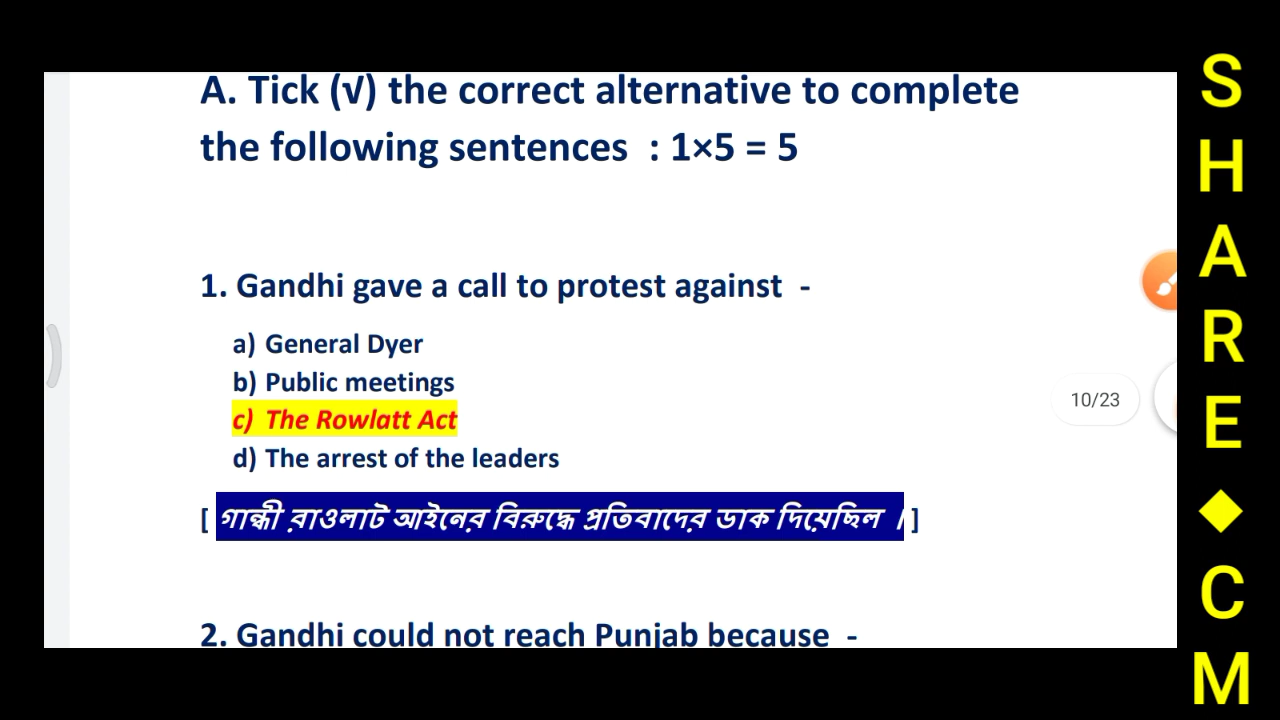 A. Tick (√) the correct alternative to complete
the following sentences : 1×5 = 5
1. Gandhi gave a call to protest against -
a) General Dyer
b) Public meetings
c) The Rowlatt Act
d) The arrest of the leaders
[ গান্ধী রাওলাট আইনের বিরুদ্ধে প্রতিবাদের ডাক দিয়েছিল । ]
2. Gandhi could not reach Punjab because -
10/23
S
H
A
R
E
◆
C
M